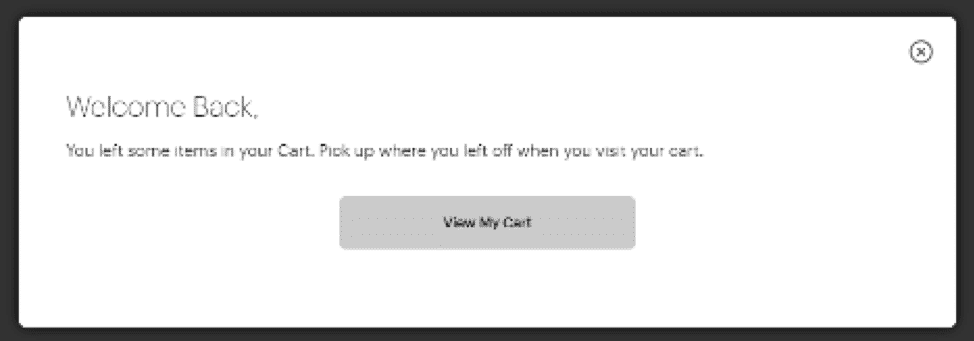 Welcome Back,
You left some items in your Cart. Pick up where you left off when you visit your cart.
View My Cart